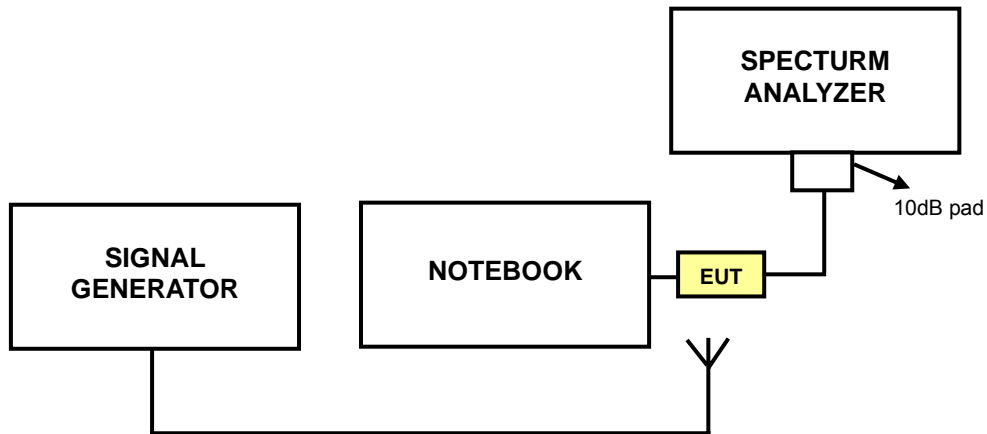 SPECTURM
ANALYZER
10dB pad
SIGNAL
GENERATOR
NOTEBOOK
EUT